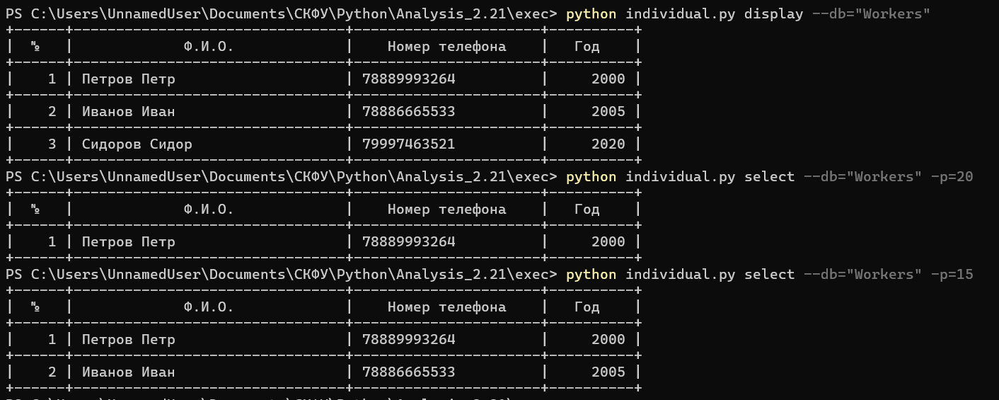 PS C:\Users\UnnamedUser\Documents\СКФУ\Python\Analysis_2.21\exec> python individual.py display --db="Workers"
+------+--------------------------------+----------------------+----------+
|  №   |             Ф.И.О.             |    Номер телефона    |   Год    |
+------+--------------------------------+----------------------+----------+
|    1 | Петров Петр                    | 78889993264          |     2000 |
+------+--------------------------------+----------------------+----------+
|    2 | Иванов Иван                    | 78886665533          |     2005 |
+------+--------------------------------+----------------------+----------+
|    3 | Сидоров Сидор                  | 79997463521          |     2020 |
+------+--------------------------------+----------------------+----------+
PS C:\Users\UnnamedUser\Documents\СКФУ\Python\Analysis_2.21\exec> python individual.py select --db="Workers" -p=20
+------+--------------------------------+----------------------+----------+
|  №   |             Ф.И.О.             |    Номер телефона    |   Год    |
+------+--------------------------------+----------------------+----------+
|    1 | Петров Петр                    | 78889993264          |     2000 |
+------+--------------------------------+----------------------+----------+
PS C:\Users\UnnamedUser\Documents\СКФУ\Python\Analysis_2.21\exec> python individual.py select --db="Workers" -p=15
+------+--------------------------------+----------------------+----------+
|  №   |             Ф.И.О.             |    Номер телефона    |   Год    |
+------+--------------------------------+----------------------+----------+
|    1 | Петров Петр                    | 78889993264          |     2000 |
+------+--------------------------------+----------------------+----------+
|    2 | Иванов Иван                    | 78886665533          |     2005 |
+------+--------------------------------+----------------------+----------+